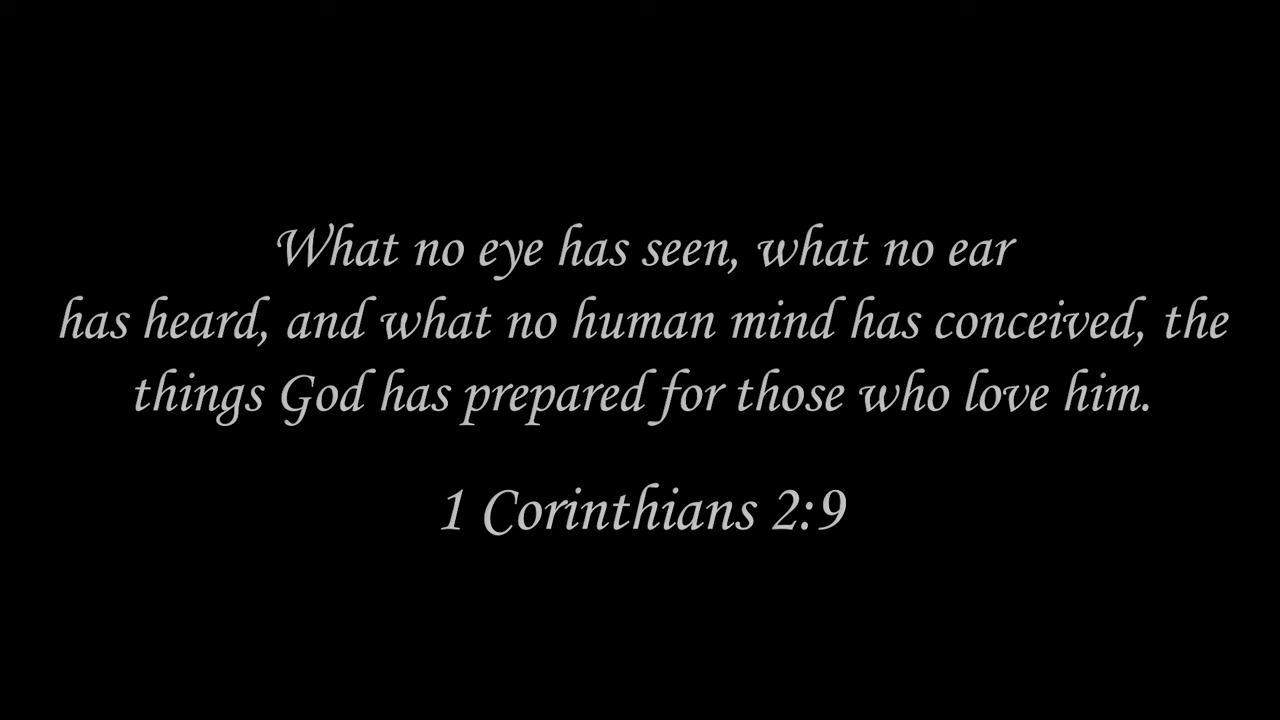 What no eye has seen, what no ear
has heard, and what no human mind has conceived, the
things God has prepared for those who love him.
1 Corinthians 2:9